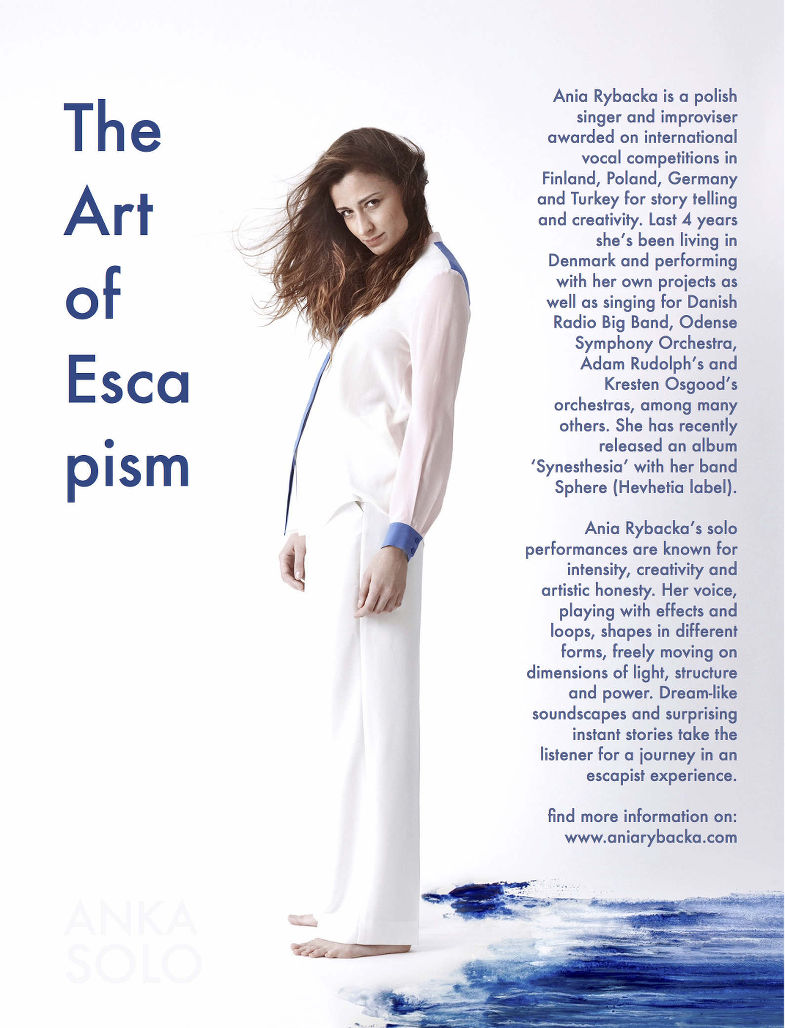 The
Art
of
Esca
pism
Ania Rybacka is a polish
singer and improviser
awarded on international
vocal competitions in
Finland, Poland, Germany
and Turkey for story telling
and creativity. Last 4 years
she's been living in
Denmark and performing
with her own projects as
well as singing for Danish
Radio Big Band, Odense
Symphony Orchestra,
Adam Rudolph's and
Kresten Osgood's
orchestras, among many
others. She has recently
released an album
‘Synesthesia’ with her band
Sphere (Hevhetia label).
Ania Rybacka's solo
performances are known for
intensity, creativity and
artistic honesty. Her voice,
playing with effects and
loops, shapes in different
forms, freely moving on
dimensions of light, structure
and power. Dream-like
soundscapes and surprising
instant stories take the
listener for a journey in an
escapist experience.
find more information on:
www.aniarybacka.com
ANKA
SOLO